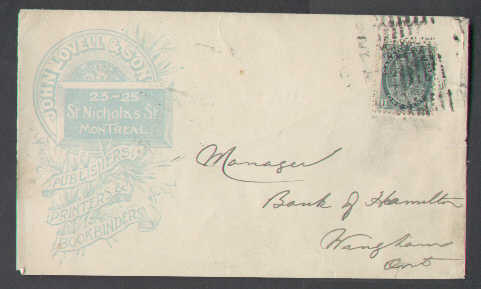 JOHN LOVELL & SON
23-25
St Nicholas St
MONTREAL
PUBLISHERS
PRINTERS &
BOOKBINDERS
Manager
Bank of Hamilton
Wingham
Ont